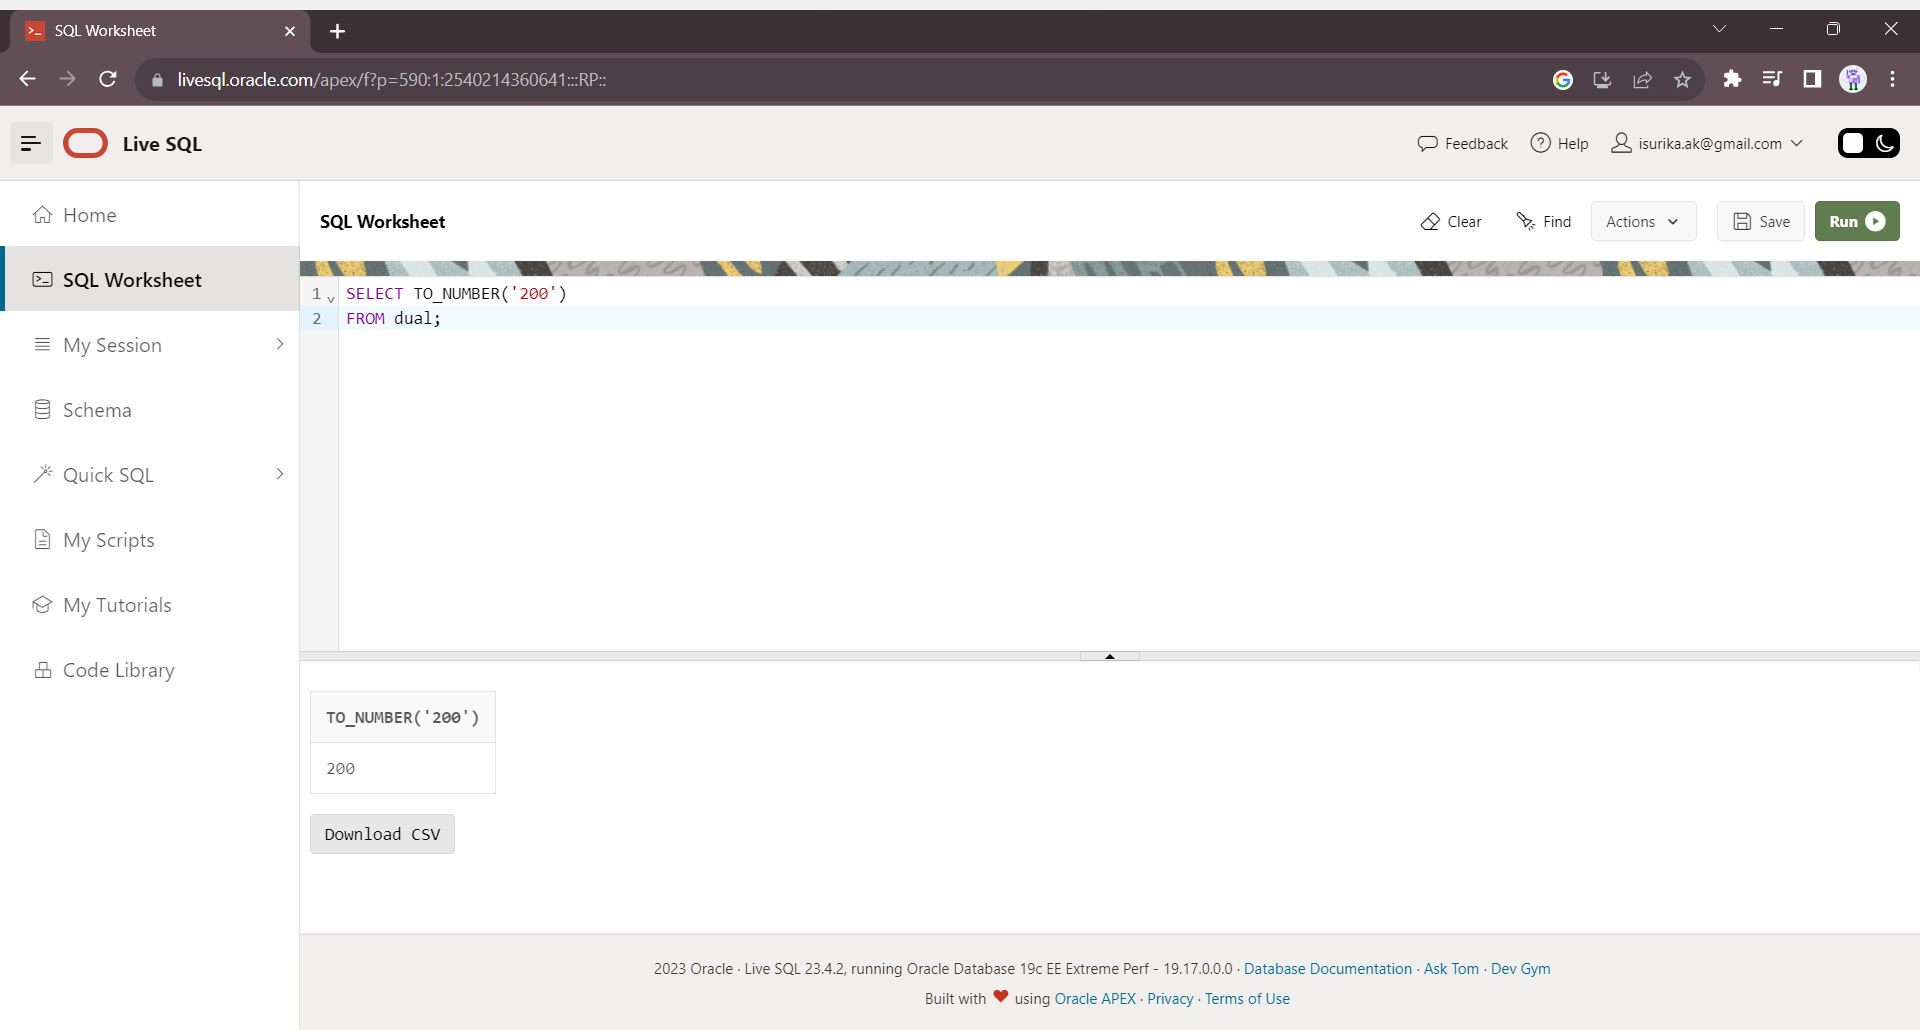 SQL Worksheet
livesql.oracle.com/apex/f?p=590:1:2540214360641:::RP::
Live SQL
Feedback
Help
isurika.ak@gmail.com
Home
SQL Worksheet
My Session
Schema
Quick SQL
My Scripts
My Tutorials
Code Library
SQL Worksheet
Clear
Find
Actions
Save
Run
1 SELECT TO_NUMBER('200')
2 FROM dual;
TO_NUMBER('200')
200
Download CSV
2023 Oracle · Live SQL 23.4.2, running Oracle Database 19c EE Extreme Perf - 19.17.0.0.0 · Database Documentation · Ask Tom · Dev Gym
Built with ❤ using Oracle APEX · Privacy · Terms of Use